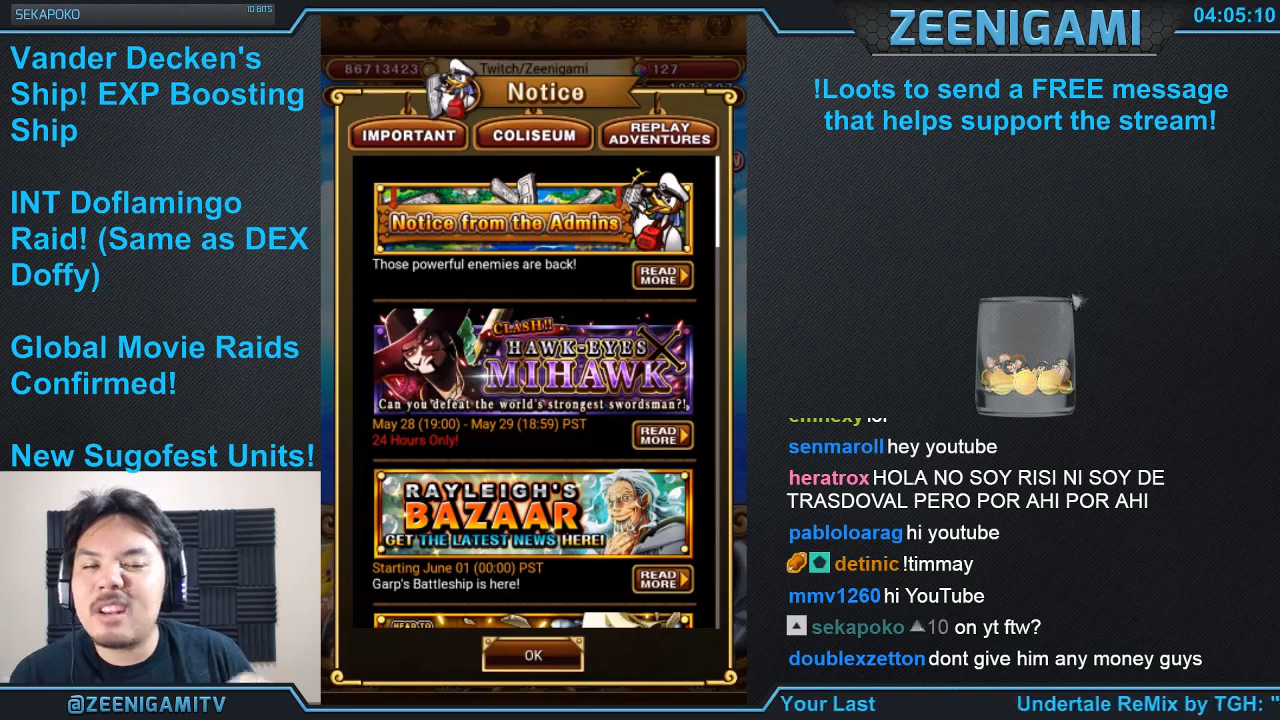 SEKAPOKO
10 BITS
ZEENIGAMI
04:05:10
Vander Decken's
Ship! EXP Boosting
Ship
INT Doflamingo
Raid! (Same as DEX
Doffy)
Global Movie Raids
Confirmed!
New Sugofest Units!
@ZEENIGAMITV
86713423
Twitch/Zeenigami
127
Notice
IMPORTANT
COLISEUM
REPLAY
ADVENTURES
Notice from the Admins
Those powerful enemies are back!
READ
MORE
CLASH!!
HAWK-EYES
MIHAWK
Can you defeat the world's strongest swordsman?!
May 28 (19:00) - May 29 (18:59) PST
24 Hours Only!
READ
MORE
RAYLEIGH'S
BAZAAR
GET THE LATEST NEWS HERE!
Starting June 01 (00:00) PST
Garp's Battleship is here!
READ
MORE
HEAD TO
OK
!Loots to send a FREE message
that helps support the stream!
senmaroll hey youtube
heratrox HOLA NO SOY RISI NI SOY DE
TRASDOVAL PERO POR AHI POR AHI
pabloloarag hi youtube
detinic !timmay
mmv1260 hi YouTube
sekapoko 10 on yt ftw?
doublexzetton dont give him any money guys
Your Last
Undertale ReMix by TGH: "